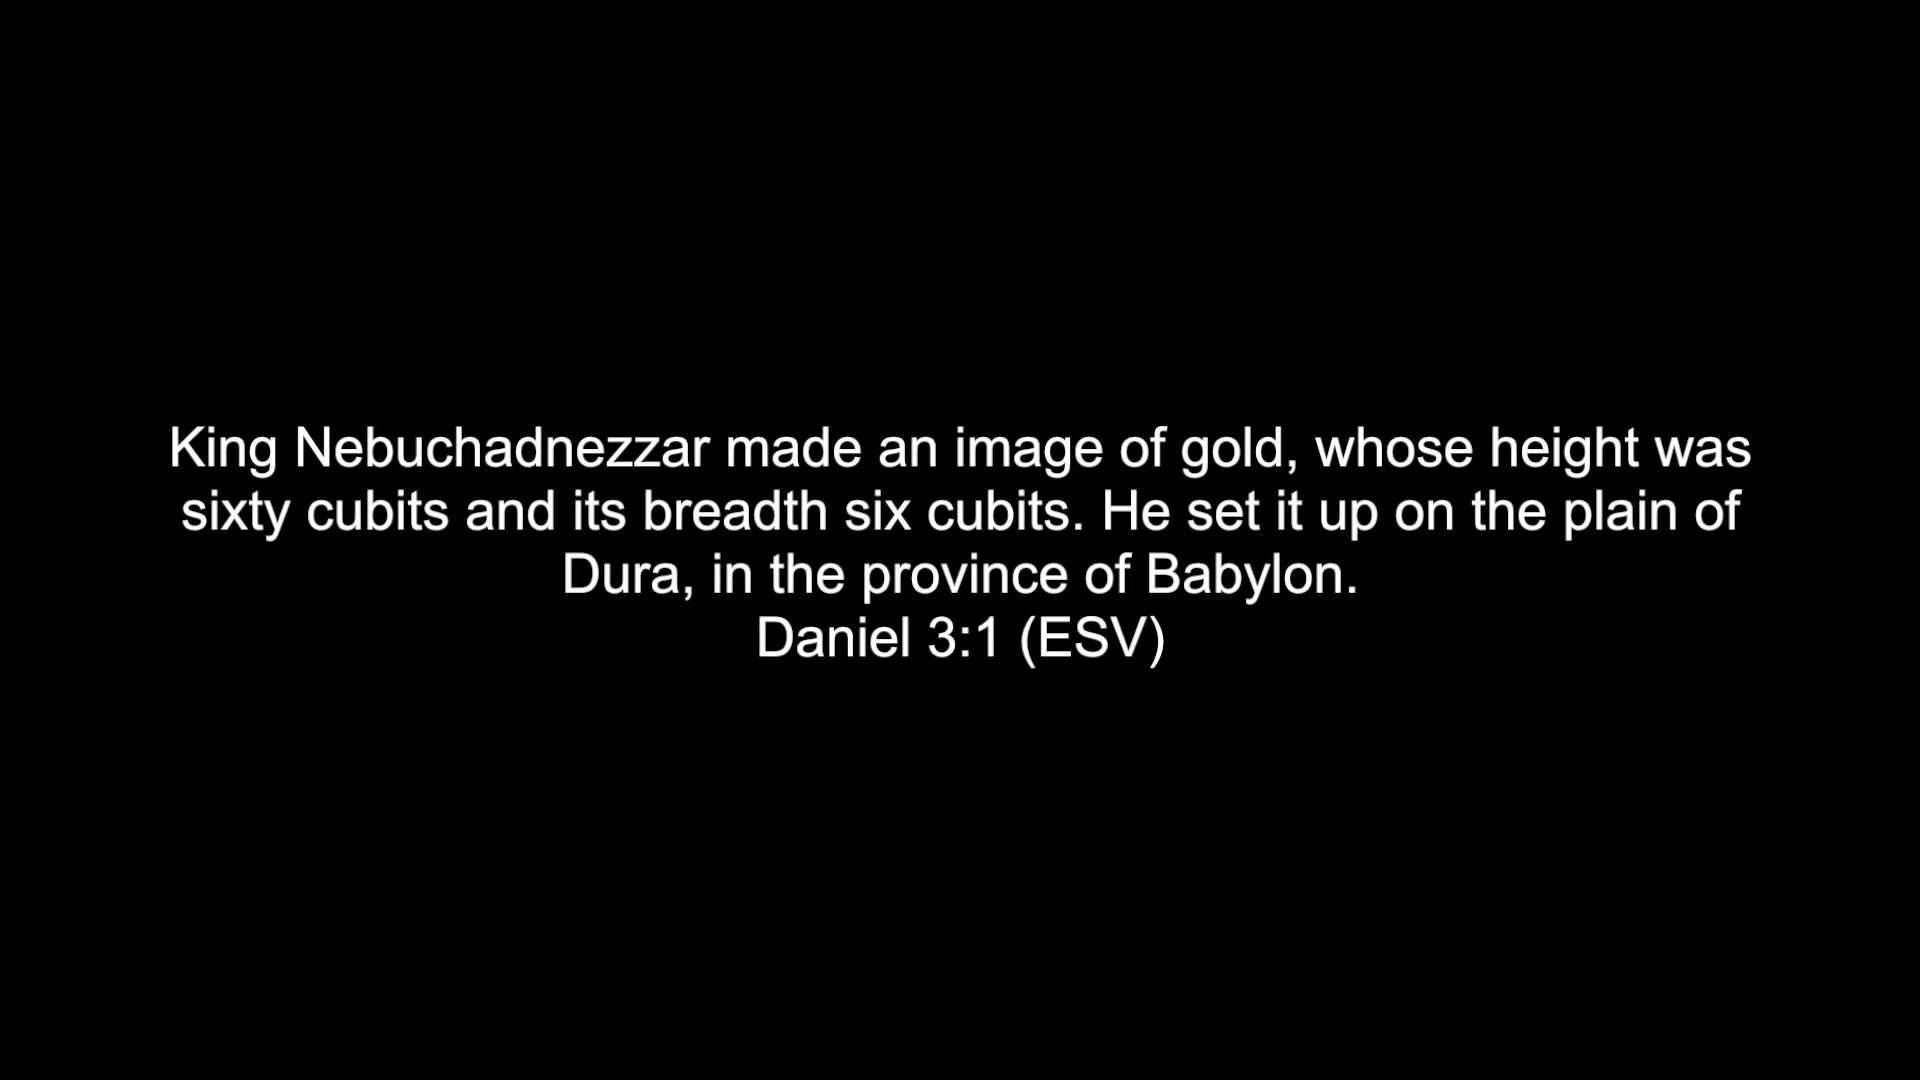 King Nebuchadnezzar made an image of gold, whose height was
sixty cubits and its breadth six cubits. He set it up on the plain of
Dura, in the province of Babylon.
Daniel 3:1 (ESV)